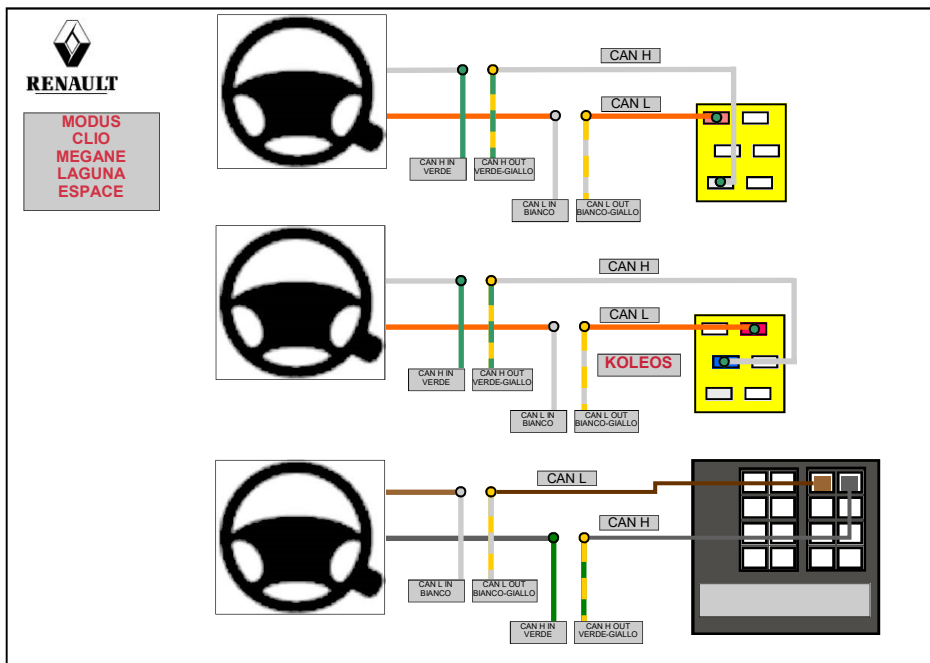 RENAULT
MODUS
CLIO
MEGANE
LAGUNA
ESPACE
CAN H
CAN L
CAN H IN
VERDE
CAN H OUT
VERDE-GIALLO
CAN L IN
BIANCO
CAN L OUT
BIANCO-GIALLO
CAN H
CAN L
KOLEOS
CAN H IN
VERDE
CAN H OUT
VERDE-GIALLO
CAN L IN
BIANCO
CAN L OUT
BIANCO-GIALLO
CAN L
CAN H
CAN L IN
BIANCO
CAN L OUT
BIANCO-GIALLO
CAN H IN
VERDE
CAN H OUT
VERDE-GIALLO